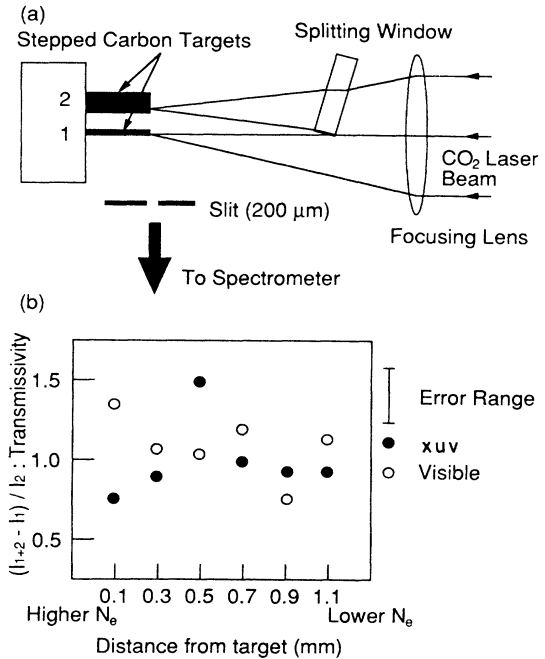 (a)
Stepped Carbon Targets
Splitting Window
2
1
CO2 Laser
Beam
Slit (200 μm)
Focusing Lens
To Spectrometer
(b)
(I1+2 - I1) / I2 : Transmissivity
1.5
1.0
0.5
Error Range
xuv
Visible
0.1 0.3 0.5 0.7 0.9 1.1
Higher Ne Lower Ne
Distance from target (mm)